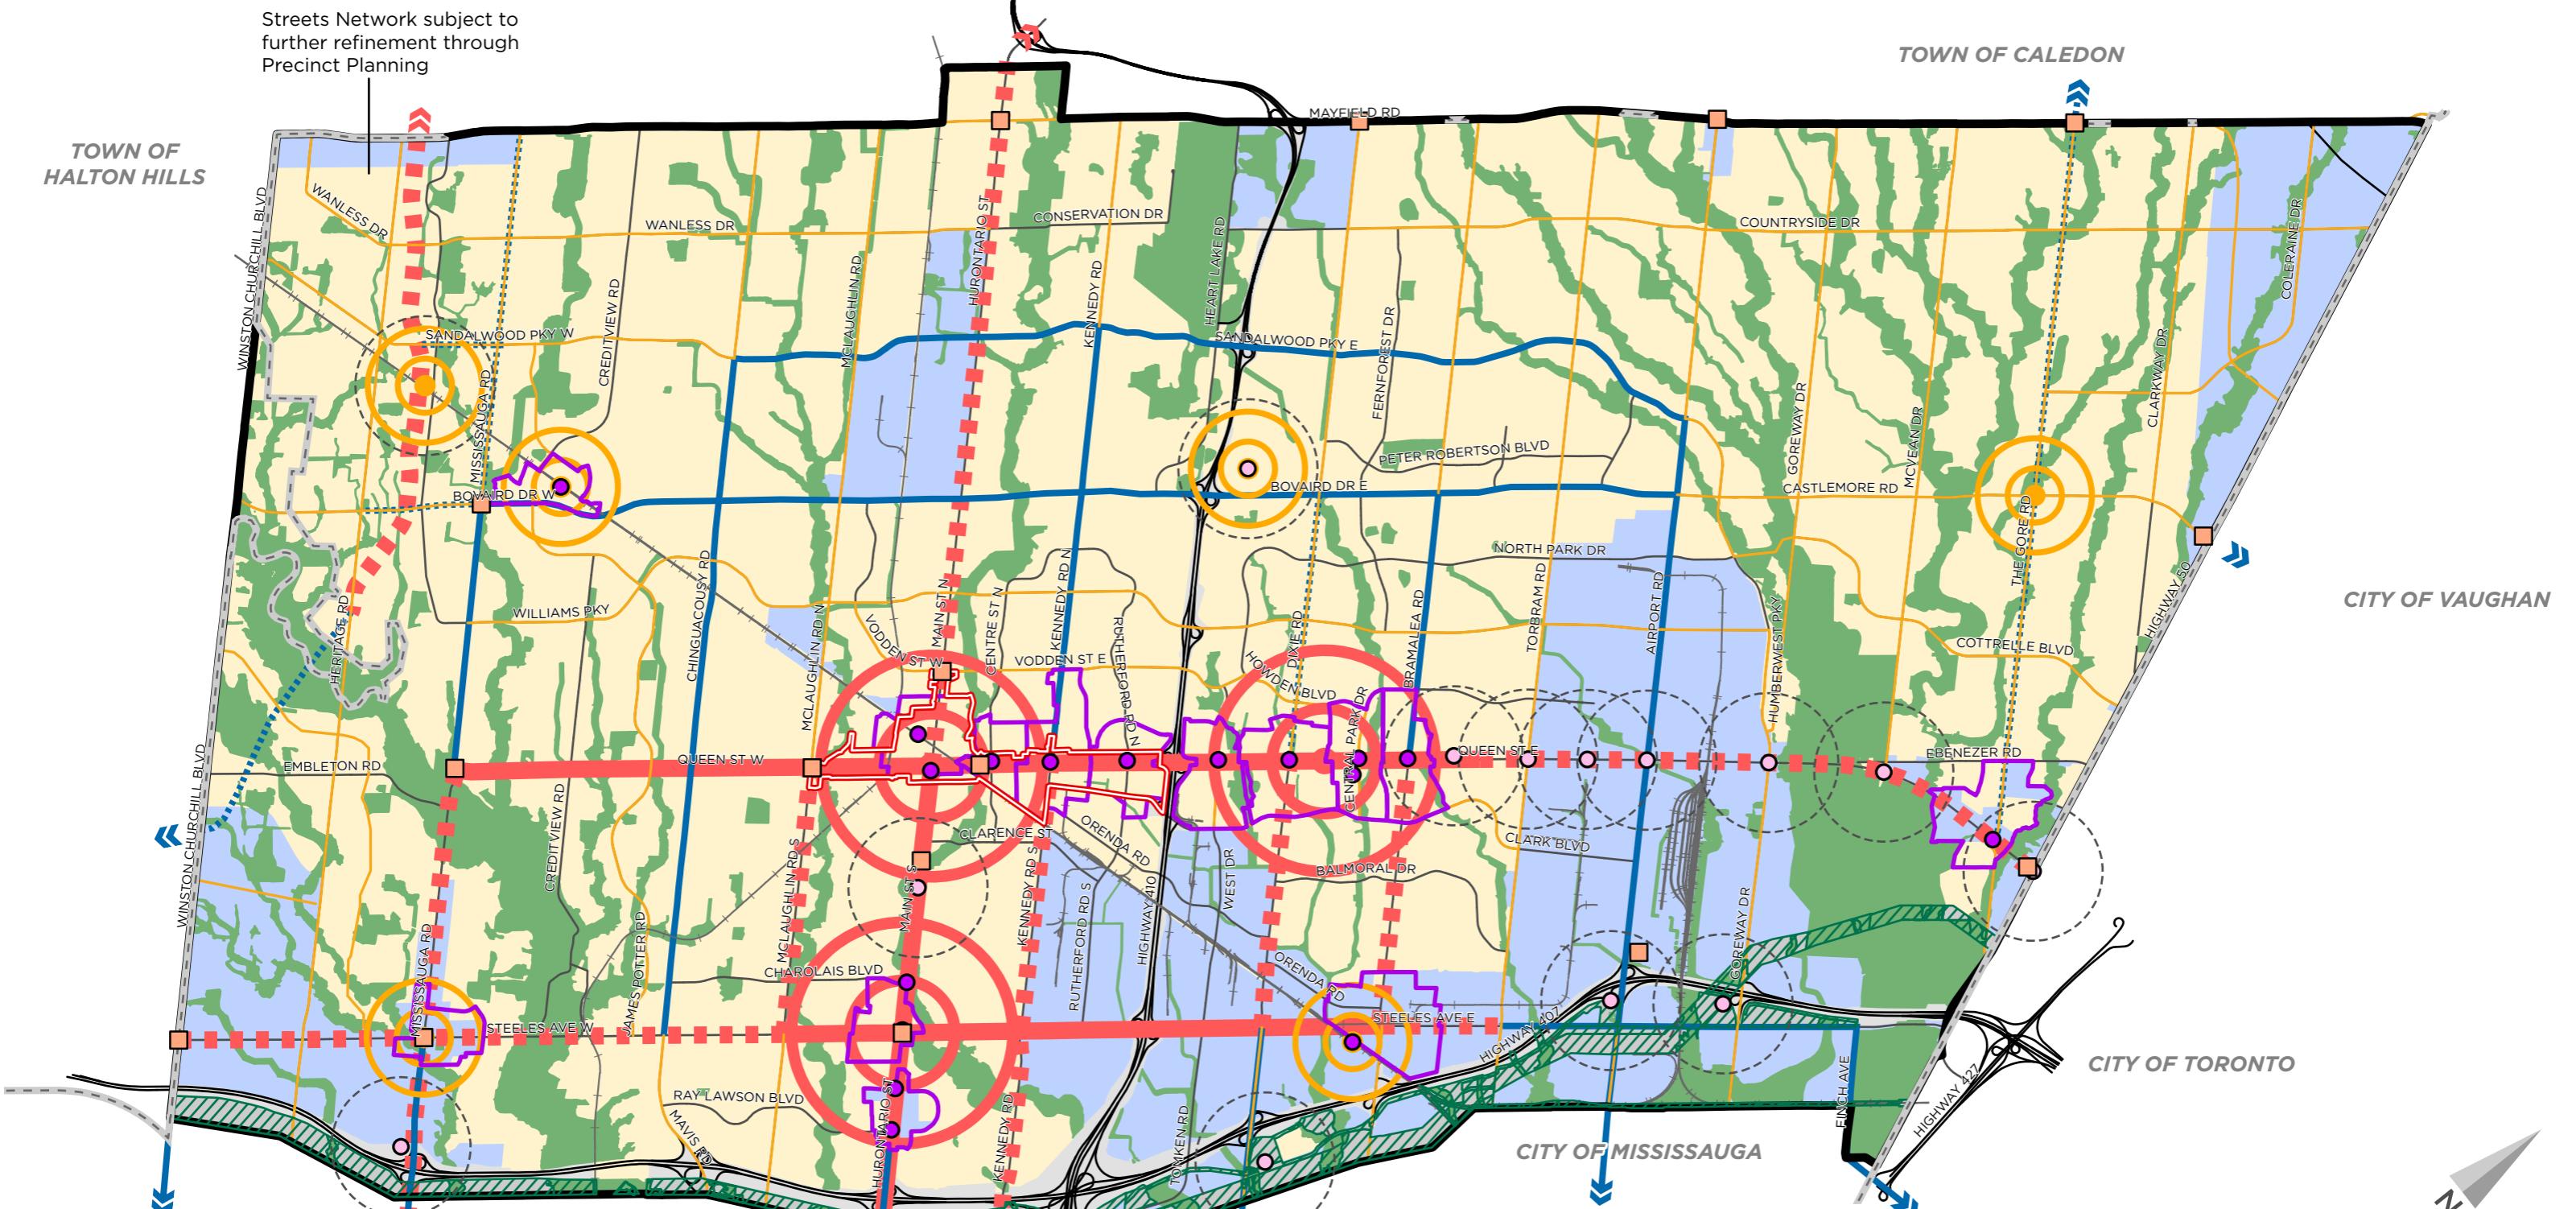 Streets Network subject to
further refinement through
Precinct Planning
TOWN OF CALEDON
TOWN OF
HALTON HILLS
MAYFIELD RD
WANLESS DR
WANLESS DR
CONSERVATION DR
COUNTRYSIDE DR
WINSTON CHURCHILL BLVD
HURONTARIO ST
HEART LAKE RD
COLERAINE DR
CREDITVIEW RD
MCLAUGHLIN RD
KENNEDY RD
SANDALWOOD PKY W
SANDALWOOD PKY E
FERNFOREST DR
CLARKWAY DR
MISSISSAUGA RD
GOREWAY DR
MCVEAN DR
PETER ROBERTSON BLVD
BOVAIRD DR W
BOVAIRD DR E
CASTLEMORE RD
THE GORE RD
NORTH PARK DR
CHINGUACOUSY RD
HERITAGE RD
WILLIAMS PKY
MCLAUGHLIN RD N
MAIN ST N
CENTRE ST N
KENNEDY RD N
DIXIE RD
BRAMALEA RD
TORBRAM RD
AIRPORT RD
HUMBERWEST PKY
HIGHWAY 50
CITY OF VAUGHAN
VODDEN ST W
VODDEN ST E
RUTHERFORD RD N
HOWDEN BLVD
COTTRELLE BLVD
CENTRAL PARK DR
EMBLETON RD
QUEEN ST W
QUEEN ST E
EBENEZER RD
WINSTON CHURCHILL BLVD
CREDITVIEW RD
MCLAUGHLIN RD S
MAIN ST S
CLARENCE ST
ORENDA RD
KENNEDY RD S
RUTHERFORD RD S
HIGHWAY 410
WEST DR
BALMORAL DR
CLARK BLVD
GOREWAY DR
MISSISSAUGA RD
JAMES POTTER RD
CHAROLAIS BLVD
ORENDA RD
STEELES AVE W
STEELES AVE E
HIGHWAY 407
CITY OF TORONTO
RAY LAWSON BLVD
MAVIS RD
HURONTARIO ST
KENNEDY RD
TOMKEN RD
CITY OF MISSISSAUGA
FINCH AVE
HIGHWAY 427
N